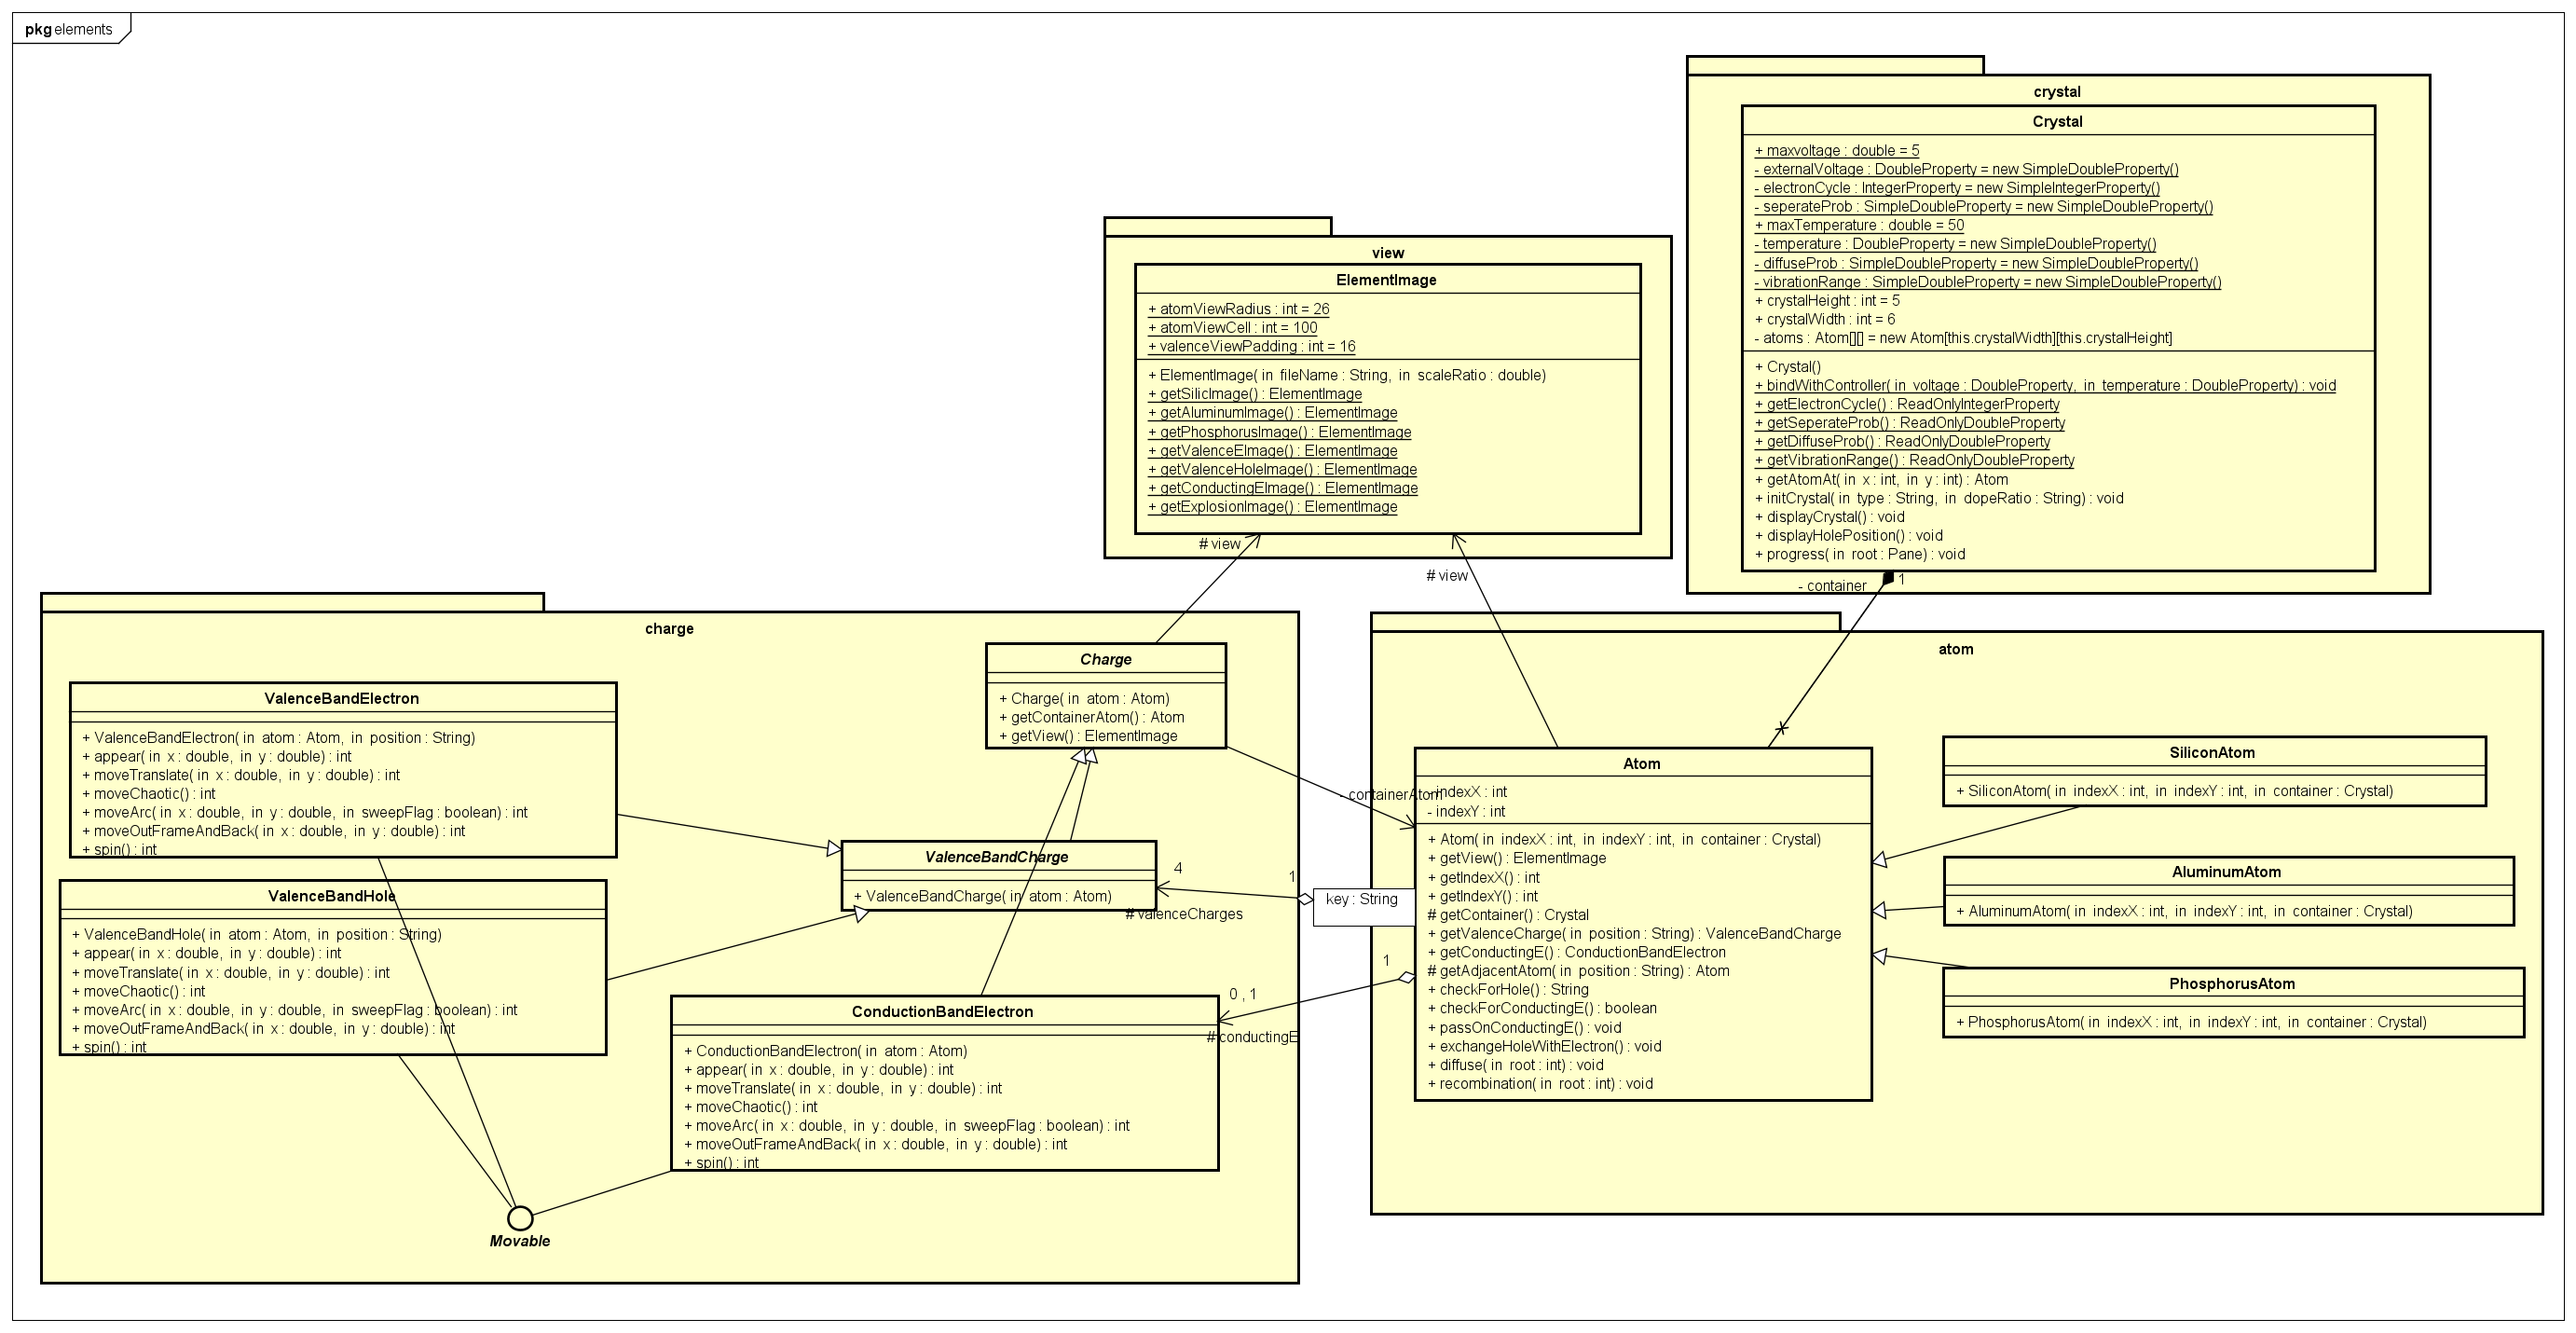 pkg elements
crystal
Crystal
+ maxvoltage : double = 5
- externalVoltage : DoubleProperty = new SimpleDoubleProperty()
- electronCycle : IntegerProperty = new SimpleIntegerProperty()
- seperateProb : SimpleDoubleProperty = new SimpleDoubleProperty()
+ maxTemperature : double = 50
- temperature : DoubleProperty = new SimpleDoubleProperty()
- diffuseProb : SimpleDoubleProperty = new SimpleDoubleProperty()
- vibrationRange : SimpleDoubleProperty = new SimpleDoubleProperty()
+ crystalHeight : int = 5
+ crystalWidth : int = 6
- atoms : Atom[][] = new Atom[this.crystalWidth][this.crystalHeight]
+ Crystal()
+ bindWithController( in voltage : DoubleProperty, in temperature : DoubleProperty) : void
+ getElectronCycle() : ReadOnlyIntegerProperty
+ getSeperateProb() : ReadOnlyDoubleProperty
+ getDiffuseProb() : ReadOnlyDoubleProperty
+ getVibrationRange() : ReadOnlyDoubleProperty
+ getAtomAt( in x : int, in y : int) : Atom
+ initCrystal( in type : String, in dopeRatio : String) : void
+ displayCrystal() : void
+ displayHolePosition() : void
+ progress( in root : Pane) : void
- container
1
view
ElementImage
+ atomViewRadius : int = 26
+ atomViewCell : int = 100
+ valenceViewPadding : int = 16
+ ElementImage( in fileName : String, in scaleRatio : double)
+ getSilicImage() : ElementImage
+ getAluminumImage() : ElementImage
+ getPhosphorusImage() : ElementImage
+ getValenceEImage() : ElementImage
+ getValenceHoleImage() : ElementImage
+ getConductingEImage() : ElementImage
+ getExplosionImage() : ElementImage
# view
# view
charge
Charge
+ Charge( in atom : Atom)
+ getContainerAtom() : Atom
+ getView() : ElementImage
- containerAtom
ValenceBandElectron
+ ValenceBandElectron( in atom : Atom, in position : String)
+ appear( in x : double, in y : double) : int
+ moveTranslate( in x : double, in y : double) : int
+ moveChaotic() : int
+ moveArc( in x : double, in y : double, in sweepFlag : boolean) : int
+ moveOutFrameAndBack( in x : double, in y : double) : int
+ spin() : int
ValenceBandCharge
+ ValenceBandCharge( in atom : Atom)
4
1
# valenceCharges
key : String
ValenceBandHole
+ ValenceBandHole( in atom : Atom, in position : String)
+ appear( in x : double, in y : double) : int
+ moveTranslate( in x : double, in y : double) : int
+ moveChaotic() : int
+ moveArc( in x : double, in y : double, in sweepFlag : boolean) : int
+ moveOutFrameAndBack( in x : double, in y : double) : int
+ spin() : int
ConductionBandElectron
+ ConductionBandElectron( in atom : Atom)
+ appear( in x : double, in y : double) : int
+ moveTranslate( in x : double, in y : double) : int
+ moveChaotic() : int
+ moveArc( in x : double, in y : double, in sweepFlag : boolean) : int
+ moveOutFrameAndBack( in x : double, in y : double) : int
+ spin() : int
1
0 , 1
# conductingE
Movable
atom
Atom
- indexX : int
- indexY : int
+ Atom( in indexX : int, in indexY : int, in container : Crystal)
+ getView() : ElementImage
+ getIndexX() : int
+ getIndexY() : int
# getContainer() : Crystal
+ getValenceCharge( in position : String) : ValenceBandCharge
+ getConductingE() : ConductionBandElectron
# getAdjacentAtom( in position : String) : Atom
+ checkForHole() : String
+ checkForConductingE() : boolean
+ passOnConductingE() : void
+ exchangeHoleWithElectron() : void
+ diffuse( in root : int) : void
+ recombination( in root : int) : void
SiliconAtom
+ SiliconAtom( in indexX : int, in indexY : int, in container : Crystal)
AluminumAtom
+ AluminumAtom( in indexX : int, in indexY : int, in container : Crystal)
PhosphorusAtom
+ PhosphorusAtom( in indexX : int, in indexY : int, in container : Crystal)